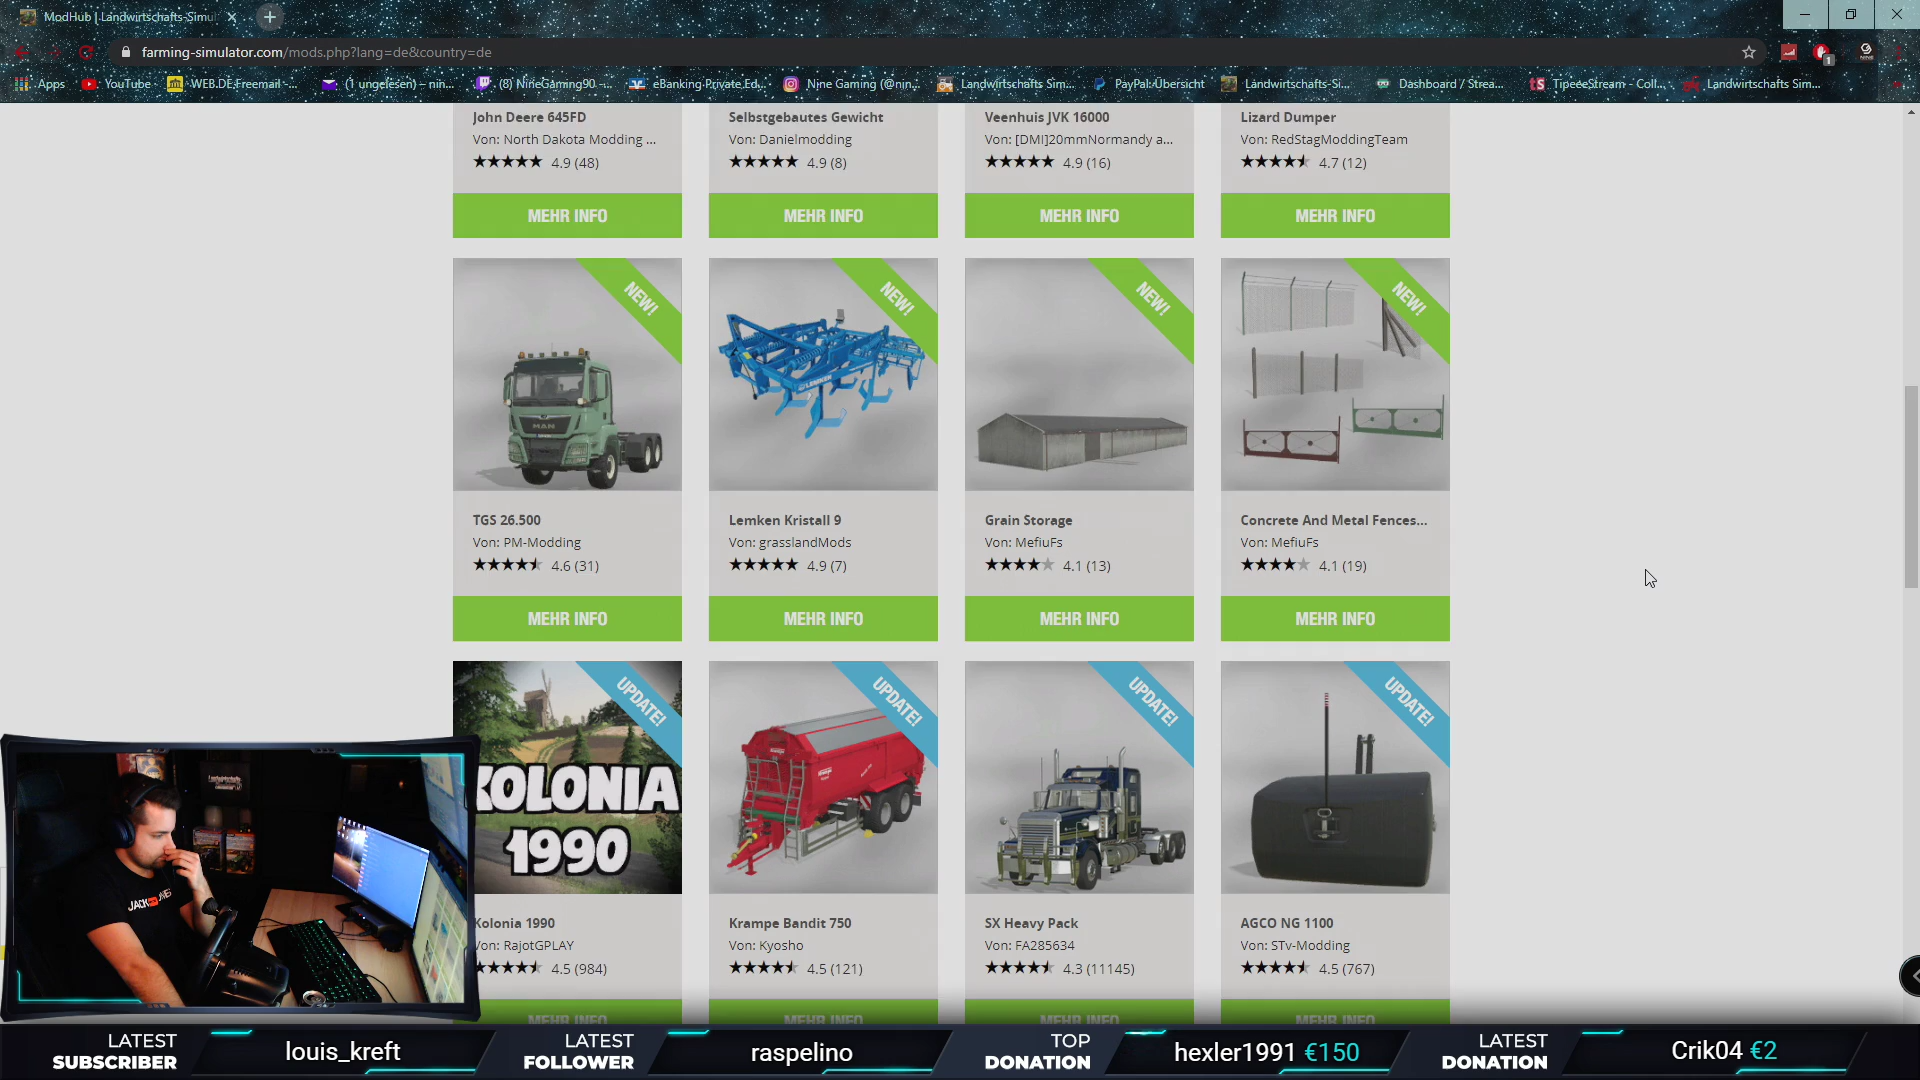 ModHub | Landwirtschafts-Simul
farming-simulator.com/mods.php?lang=de&country=de
1
Apps
YouTube
WEB.DE Freemail -...
(1 ungelesen) – nin...
(8) NineGaming90 -...
eBanking Private Ed...
Nine Gaming (@nin...
Landwirtschafts Sim...
PayPal: Übersicht
Landwirtschafts-Si...
Dashboard / Strea...
TipeeeStream - Coll...
Landwirtschafts Sim...
John Deere 645FD
Von: North Dakota Modding ...
4.9 (48)
MEHR INFO
Selbstgebautes Gewicht
Von: Danielmodding
4.9 (8)
MEHR INFO
Veenhuis JVK 16000
Von: [DMI]20mmNormandy a...
4.9 (16)
MEHR INFO
Lizard Dumper
Von: RedStagModdingTeam
4.7 (12)
MEHR INFO
NEW!
MAN
TGS 26.500
Von: PM-Modding
4.6 (31)
MEHR INFO
NEW!
LEMKEN
Lemken Kristall 9
Von: grasslandMods
4.9 (7)
MEHR INFO
NEW!
Grain Storage
Von: MefiuFs
4.1 (13)
MEHR INFO
NEW!
Concrete And Metal Fences...
Von: MefiuFs
4.1 (19)
MEHR INFO
UPDATE!
KOLONIA
1990
Kolonia 1990
Von: RajotGPLAY
4.5 (984)
MEHR INFO
UPDATE!
Krampe
Krampe Bandit 750
Von: Kyosho
4.5 (121)
MEHR INFO
UPDATE!
SX Heavy Pack
Von: FA285634
4.3 (11145)
MEHR INFO
UPDATE!
AGCO NG 1100
Von: STv-Modding
4.5 (767)
MEHR INFO
JACK JONES
LATEST
SUBSCRIBER
louis_kreft
LATEST
FOLLOWER
raspelino
TOP
DONATION
hexler1991 €150
LATEST
DONATION
Crik04 €2